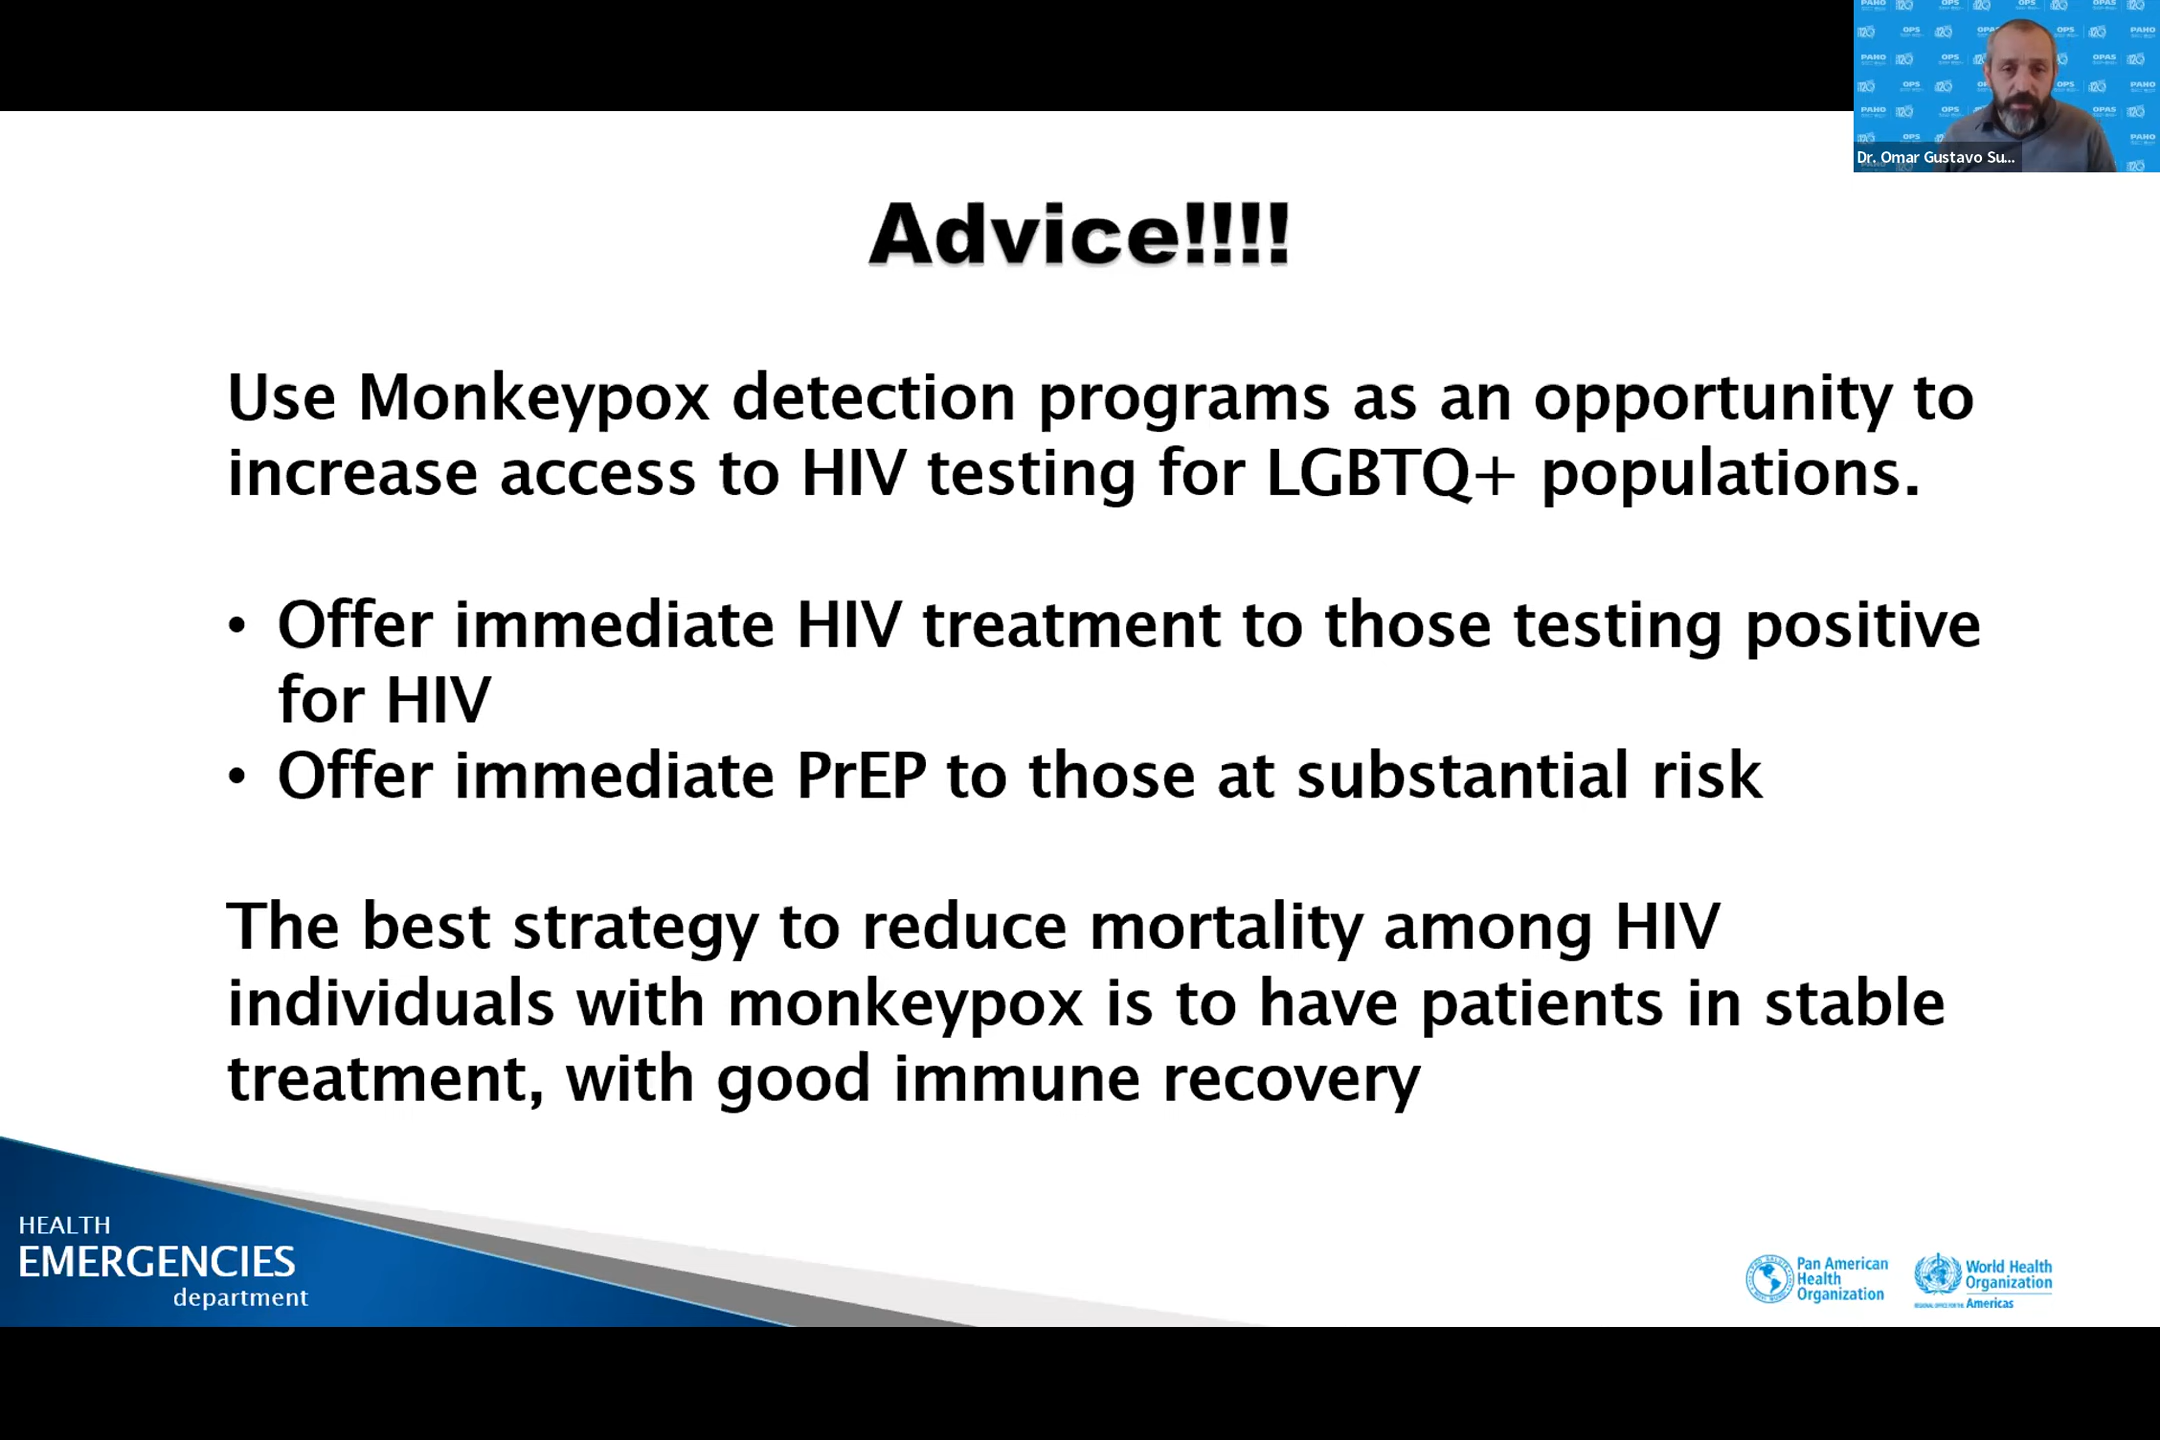 Dr. Omar Gustavo Su...
Advice!!!!
Use Monkeypox detection programs as an opportunity to
increase access to HIV testing for LGBTQ+ populations.
• Offer immediate HIV treatment to those testing positive
for HIV
• Offer immediate PrEP to those at substantial risk
The best strategy to reduce mortality among HIV
individuals with monkeypox is to have patients in stable
treatment, with good immune recovery
HEALTH
EMERGENCIES
department
Pan American
Health
Organization
World Health
Organization
REGIONAL OFFICE FOR THE Americas